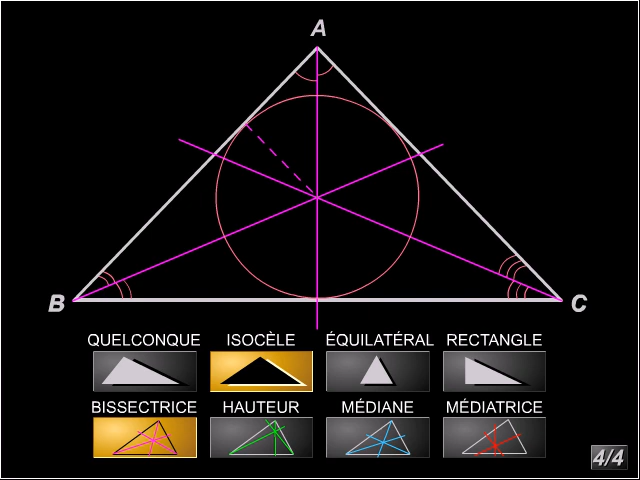 A
B
C
QUELCONQUE ISOCÈLE ÉQUILATÉRAL RECTANGLE
BISSECTRICE HAUTEUR MÉDIANE MÉDIATRICE
4/4